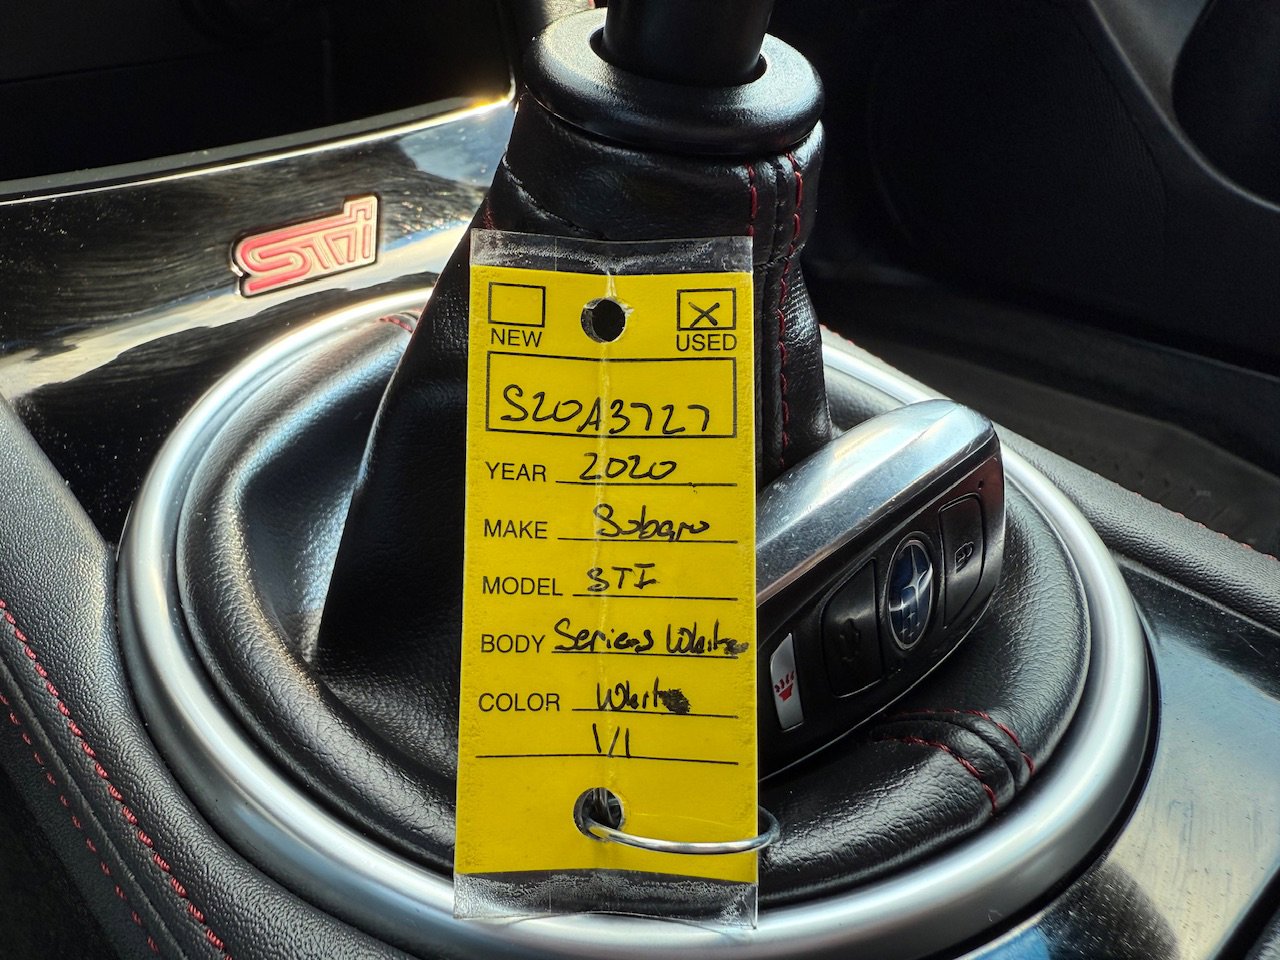 STI
NEW
USED
S20A3727
YEAR 2020
MAKE Subaru
MODEL STI
BODY Series White
COLOR White
1/1